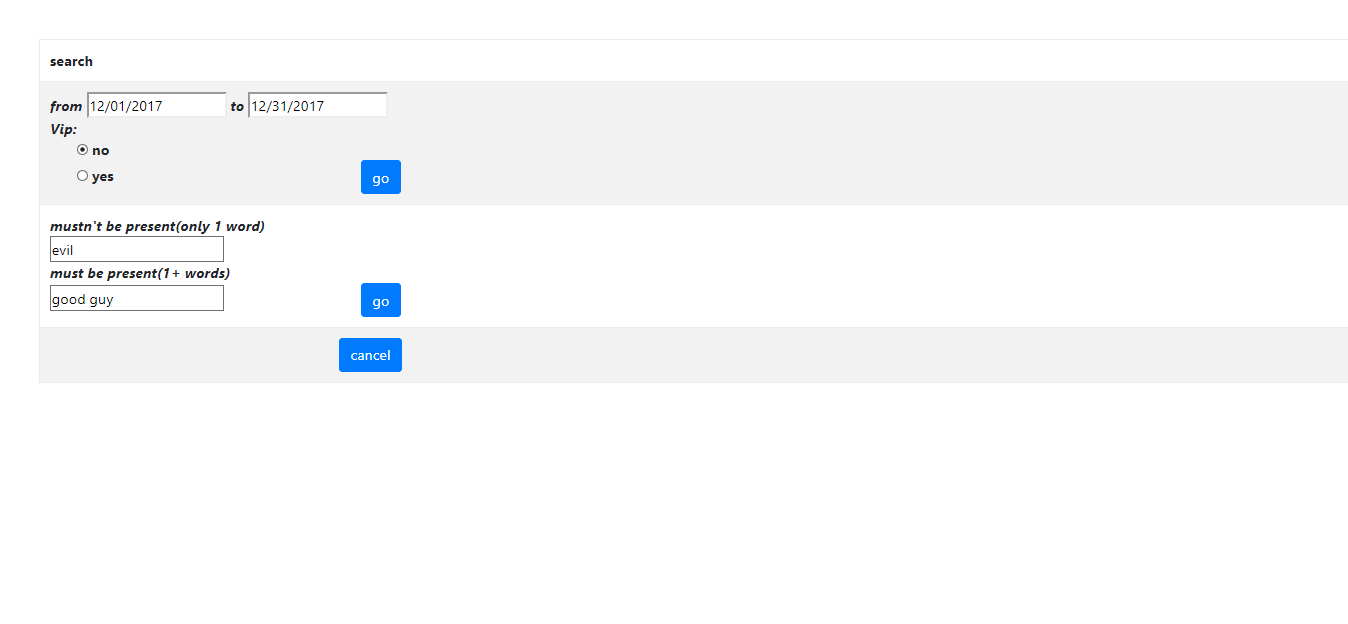 search
from 12/01/2017 to 12/31/2017
Vip:
no
yes go
mustn't be present(only 1 word)
evil
must be present(1+ words)
good guy go
cancel